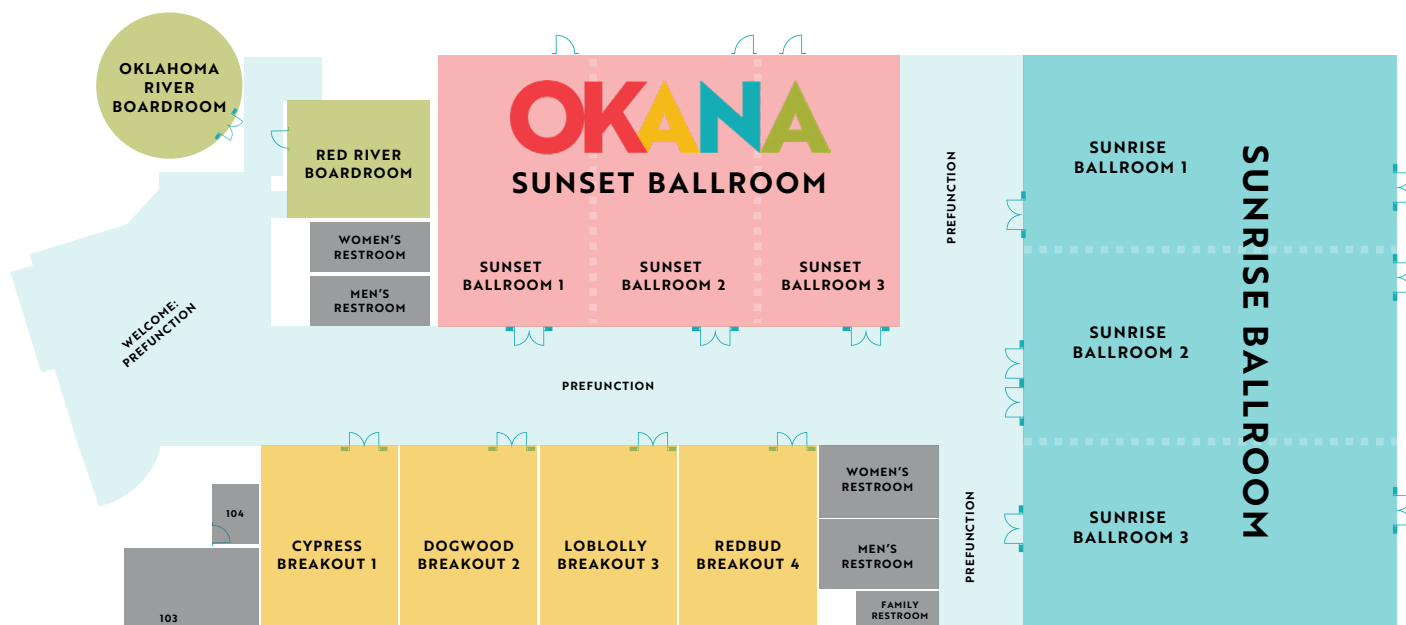 OKLAHOMA
RIVER
BOARDROOM
RED RIVER
BOARDROOM
WOMEN'S
RESTROOM
MEN'S
RESTROOM
WELCOME:
PREFUNCTION
OKANA
SUNSET BALLROOM
SUNSET
BALLROOM 1
SUNSET
BALLROOM 2
SUNSET
BALLROOM 3
PREFUNCTION
PREFUNCTION
SUNRISE
BALLROOM 1
SUNRISE
BALLROOM 2
SUNRISE
BALLROOM 3
SUNRISE BALLROOM
104
103
CYPRESS
BREAKOUT 1
DOGWOOD
BREAKOUT 2
LOBLOLLY
BREAKOUT 3
REDBUD
BREAKOUT 4
WOMEN'S
RESTROOM
MEN'S
RESTROOM
FAMILY
RESTROOM
PREFUNCTION